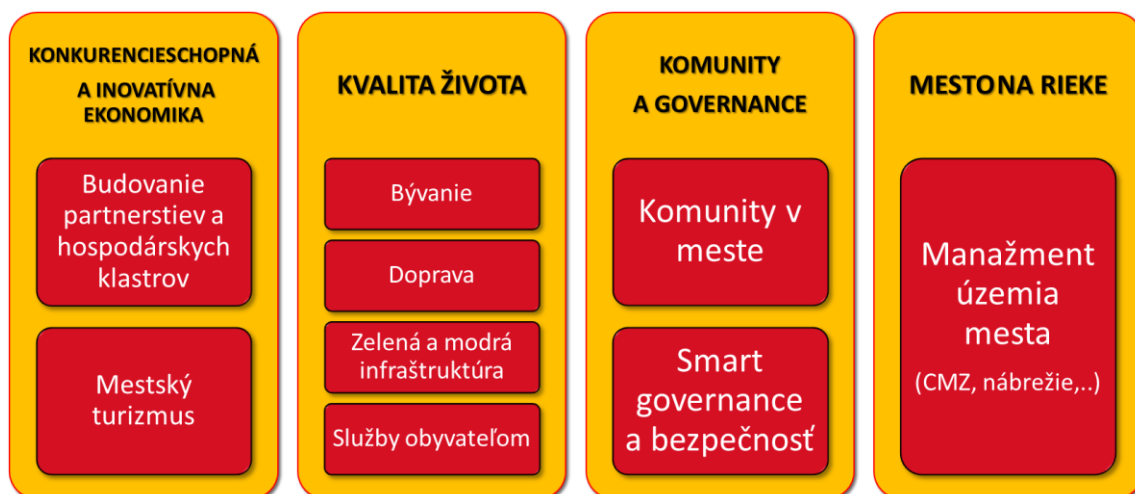 KONKURENCIESCHOPNÁ
A INOVATÍVNA
EKONOMIKA
Budovanie
partnerstiev a
hospodárskych
klastrov
Mestský
turizmus
KVALITA ŽIVOTA
Bývanie
Doprava
Zelená a modrá
infraštruktúra
Služby obyvateľom
KOMUNITY
A GOVERNANCE
Komunity v
meste
Smart
governance
a bezpečnosť
MESTONA RIEKE
Manažment
územia
mesta
(CMZ, nábrežie,..)